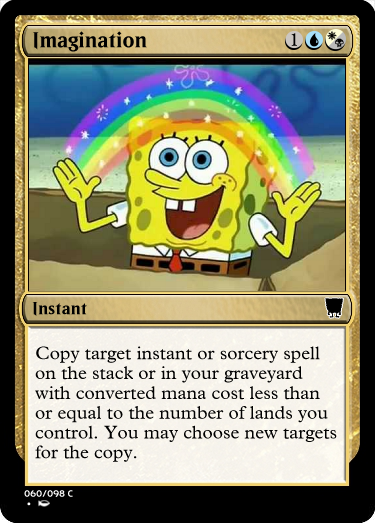 Imagination 1
Instant
Copy target instant or sorcery spell
on the stack or in your graveyard
with converted mana cost less than
or equal to the number of lands you
control. You may choose new targets
for the copy.
060/098 C